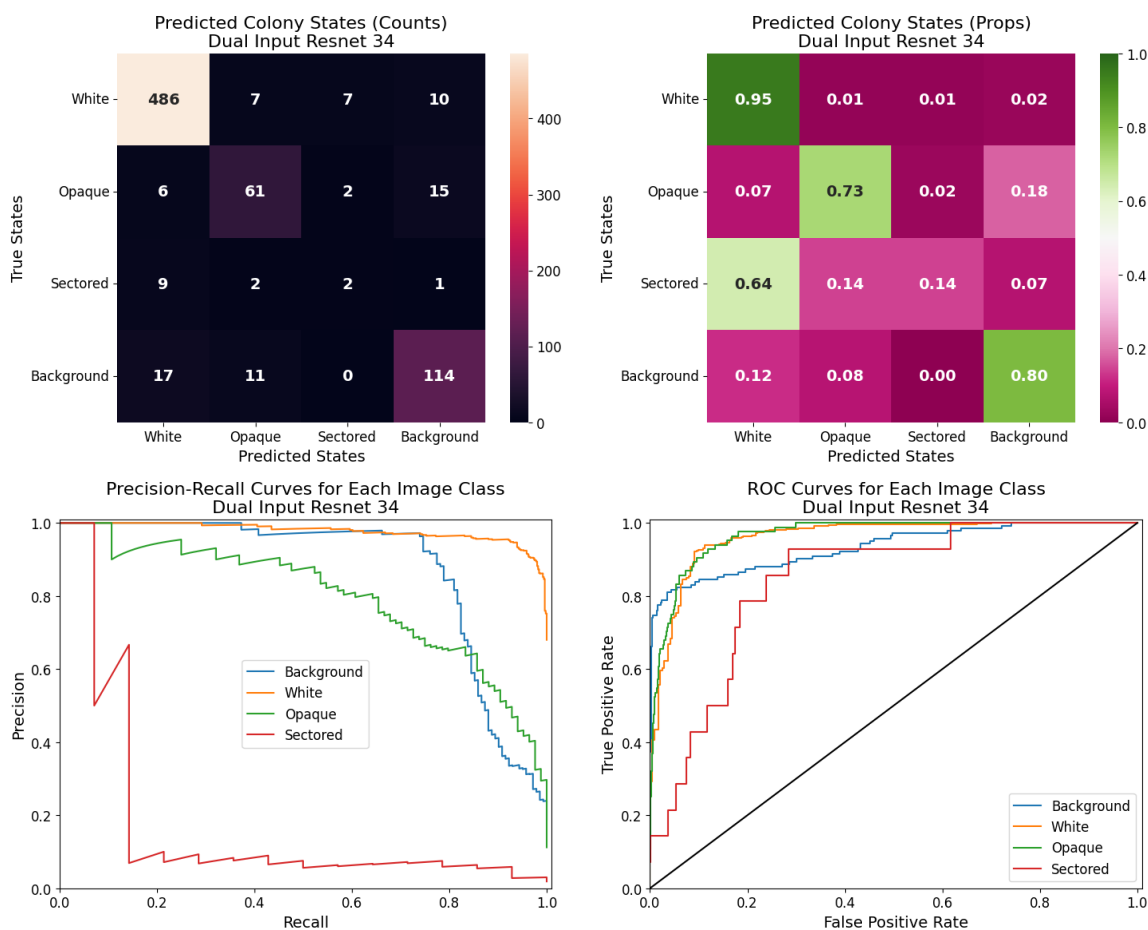 Predicted Colony States (Counts)
Dual Input Resnet 34
White 486 7 7 10
Opaque 6 61 2 15
Sectored 9 2 2 1
Background 17 11 0 114
White Opaque Sectored Background
Predicted States
True States
400
300
200
100
0
Predicted Colony States (Props)
Dual Input Resnet 34
White 0.95 0.01 0.01 0.02
Opaque 0.07 0.73 0.02 0.18
Sectored 0.64 0.14 0.14 0.07
Background 0.12 0.08 0.00 0.80
White Opaque Sectored Background
Predicted States
True States
1.0
0.8
0.6
0.4
0.2
0.0
Precision-Recall Curves for Each Image Class
Dual Input Resnet 34
1.0
0.8
0.6
0.4
0.2
0.0
Precision
Background
White
Opaque
Sectored
0.0 0.2 0.4 0.6 0.8 1.0
Recall
ROC Curves for Each Image Class
Dual Input Resnet 34
1.0
0.8
0.6
0.4
0.2
0.0
True Positive Rate
Background
White
Opaque
Sectored
0.0 0.2 0.4 0.6 0.8 1.0
False Positive Rate